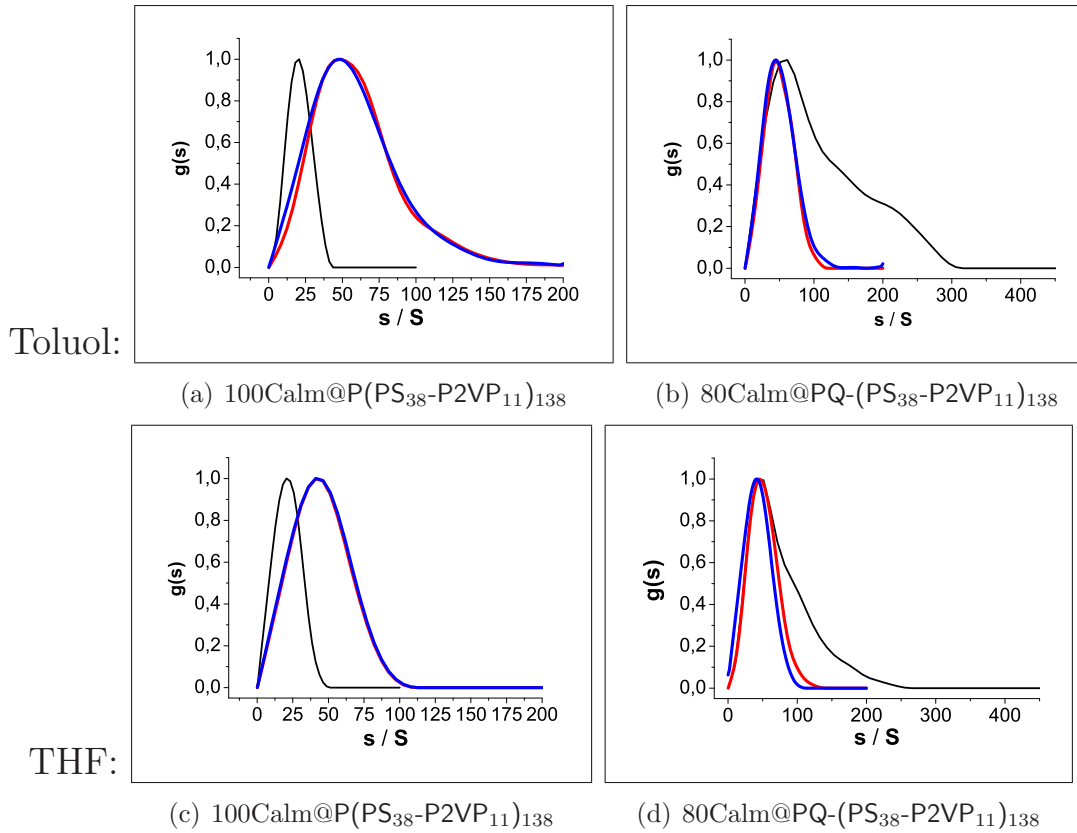 Toluol:
g(s)
1,0
0,8
0,6
0,4
0,2
0,0
0 25 50 75 100 125 150 175 200
s / S
g(s)
1,0
0,8
0,6
0,4
0,2
0,0
0 100 200 300 400
s / S
(a) 100Calm@P(PS38-P2VP11)138
(b) 80Calm@PQ-(PS38-P2VP11)138
THF:
g(s)
1,0
0,8
0,6
0,4
0,2
0,0
0 25 50 75 100 125 150 175 200
s / S
g(s)
1,0
0,8
0,6
0,4
0,2
0,0
0 100 200 300 400
s / S
(c) 100Calm@P(PS38-P2VP11)138
(d) 80Calm@PQ-(PS38-P2VP11)138